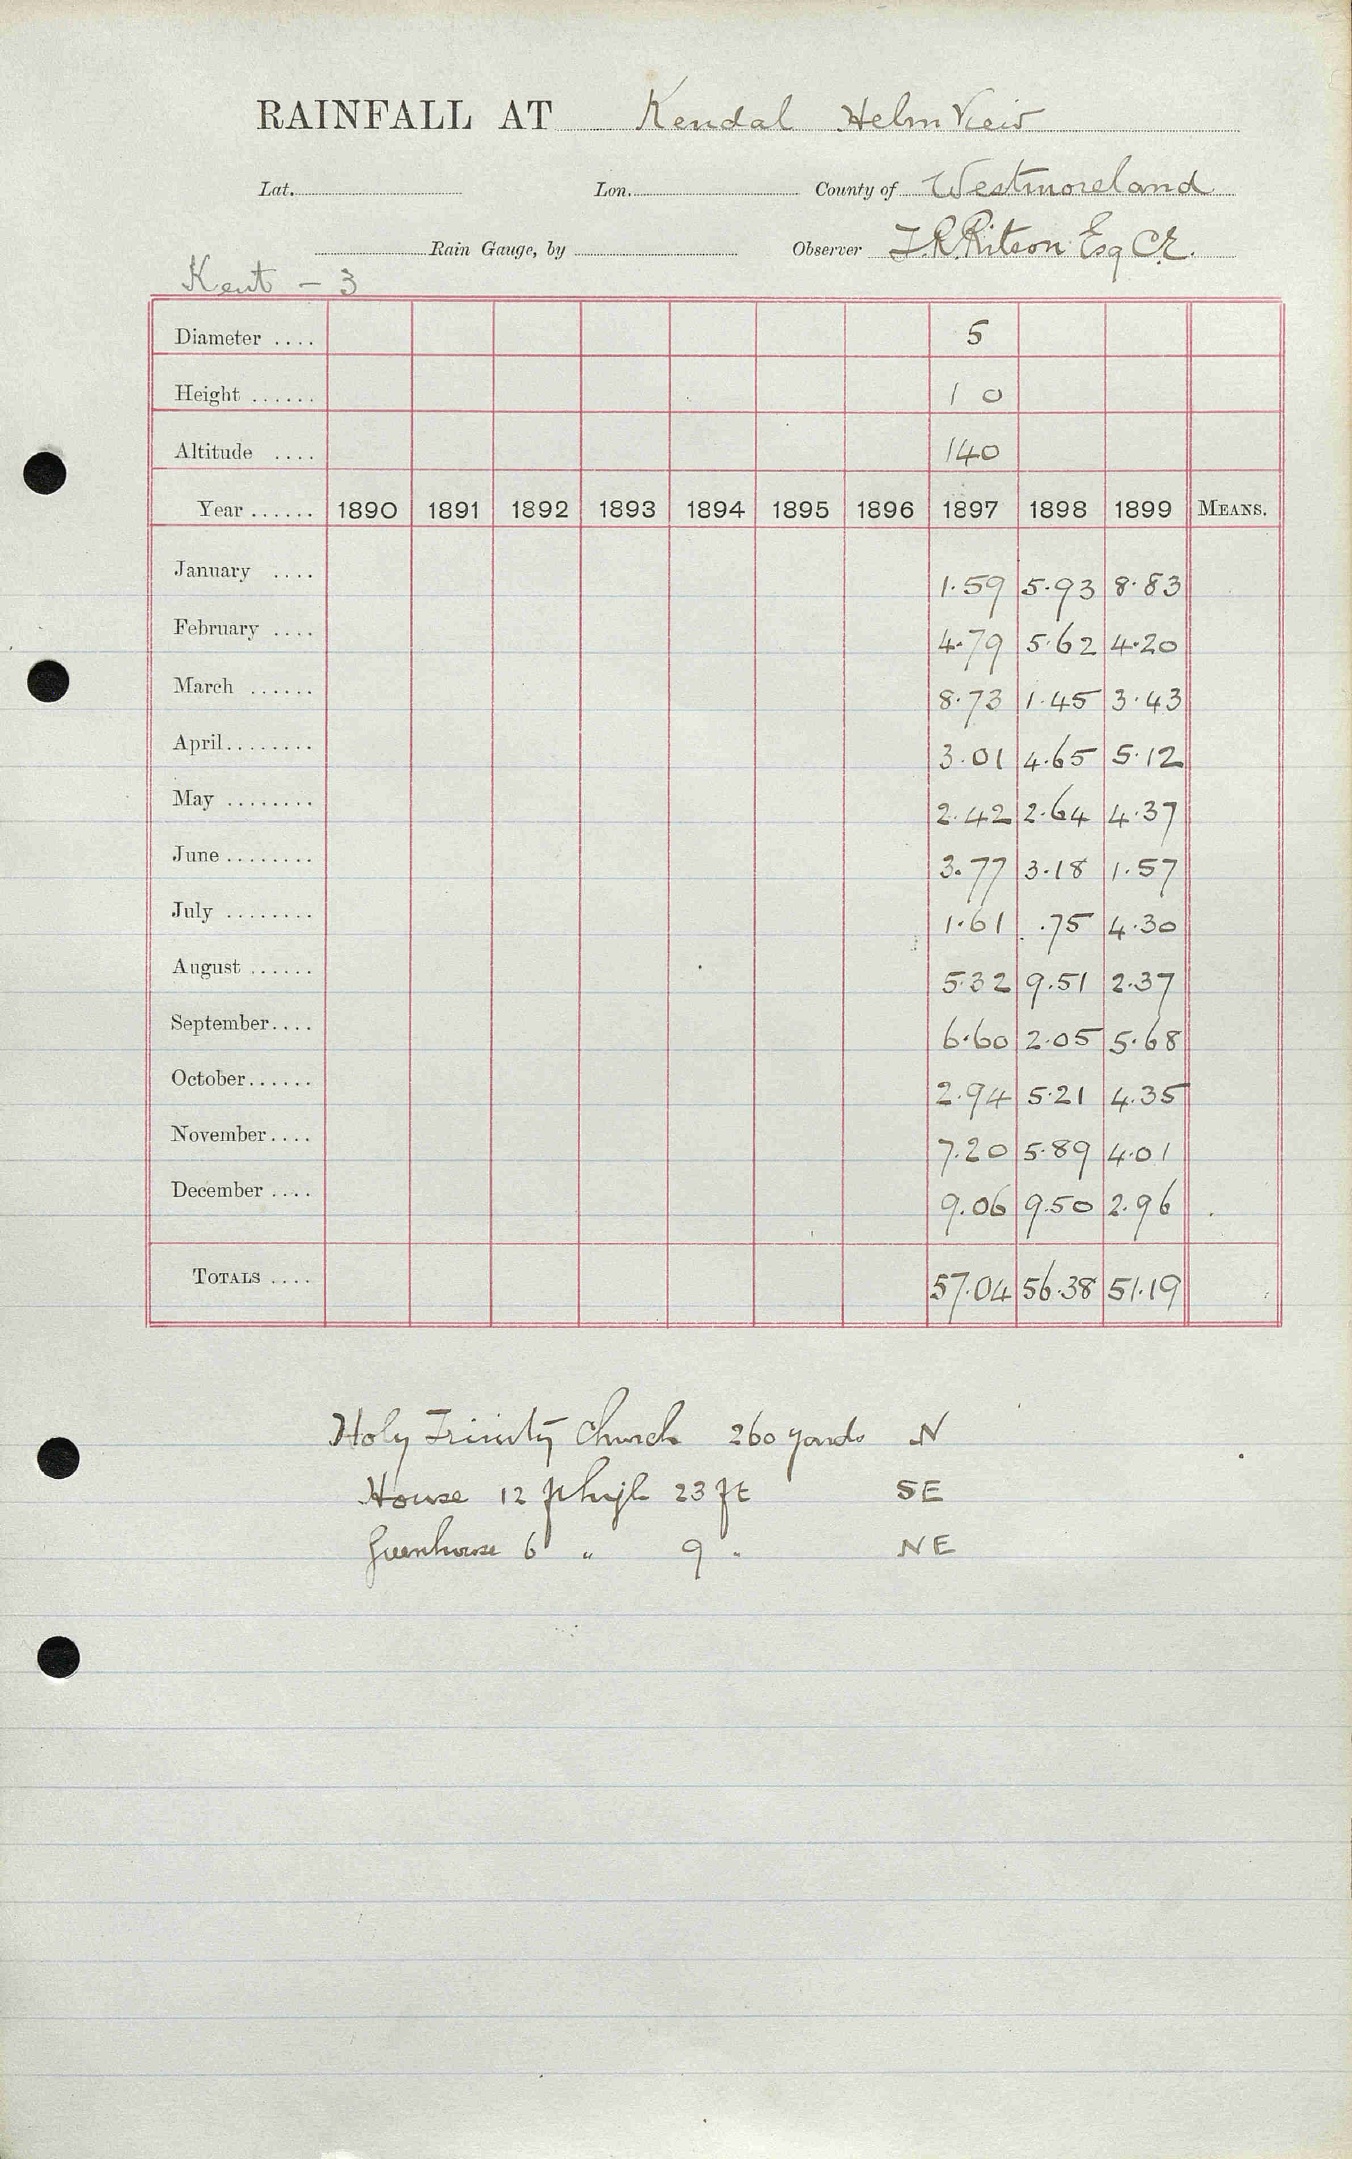 RAINFALL AT Kendal Helm View
Lat. Lon. County of Westmoreland
Rain Gauge, by Observer J.R. Ritson Esq C.E.
Kent - 3
Diameter .... 5
Height ...... 1 0
Altitude .... 140
Year ...... 1890 1891 1892 1893 1894 1895 1896 1897 1898 1899 MEANS.
January .... 1.59 5.93 8.83
February .... 4.79 5.62 4.20
March ...... 8.73 1.45 3.43
April........ 3.01 4.65 5.12
May ........ 2.42 2.64 4.37
June ........ 3.77 3.18 1.57
July ........ 1.61 .75 4.30
August ...... 5.32 9.51 2.37
September.... 6.60 2.05 5.68
October...... 2.94 5.21 4.35
November.... 7.20 5.89 4.01
December .... 9.06 9.50 2.96
TOTALS .... 57.04 56.38 51.19
Holy Trinity Church 260 yards N
House 12 ft high 23 ft SE
Greenhouse 6 " 9 " NE